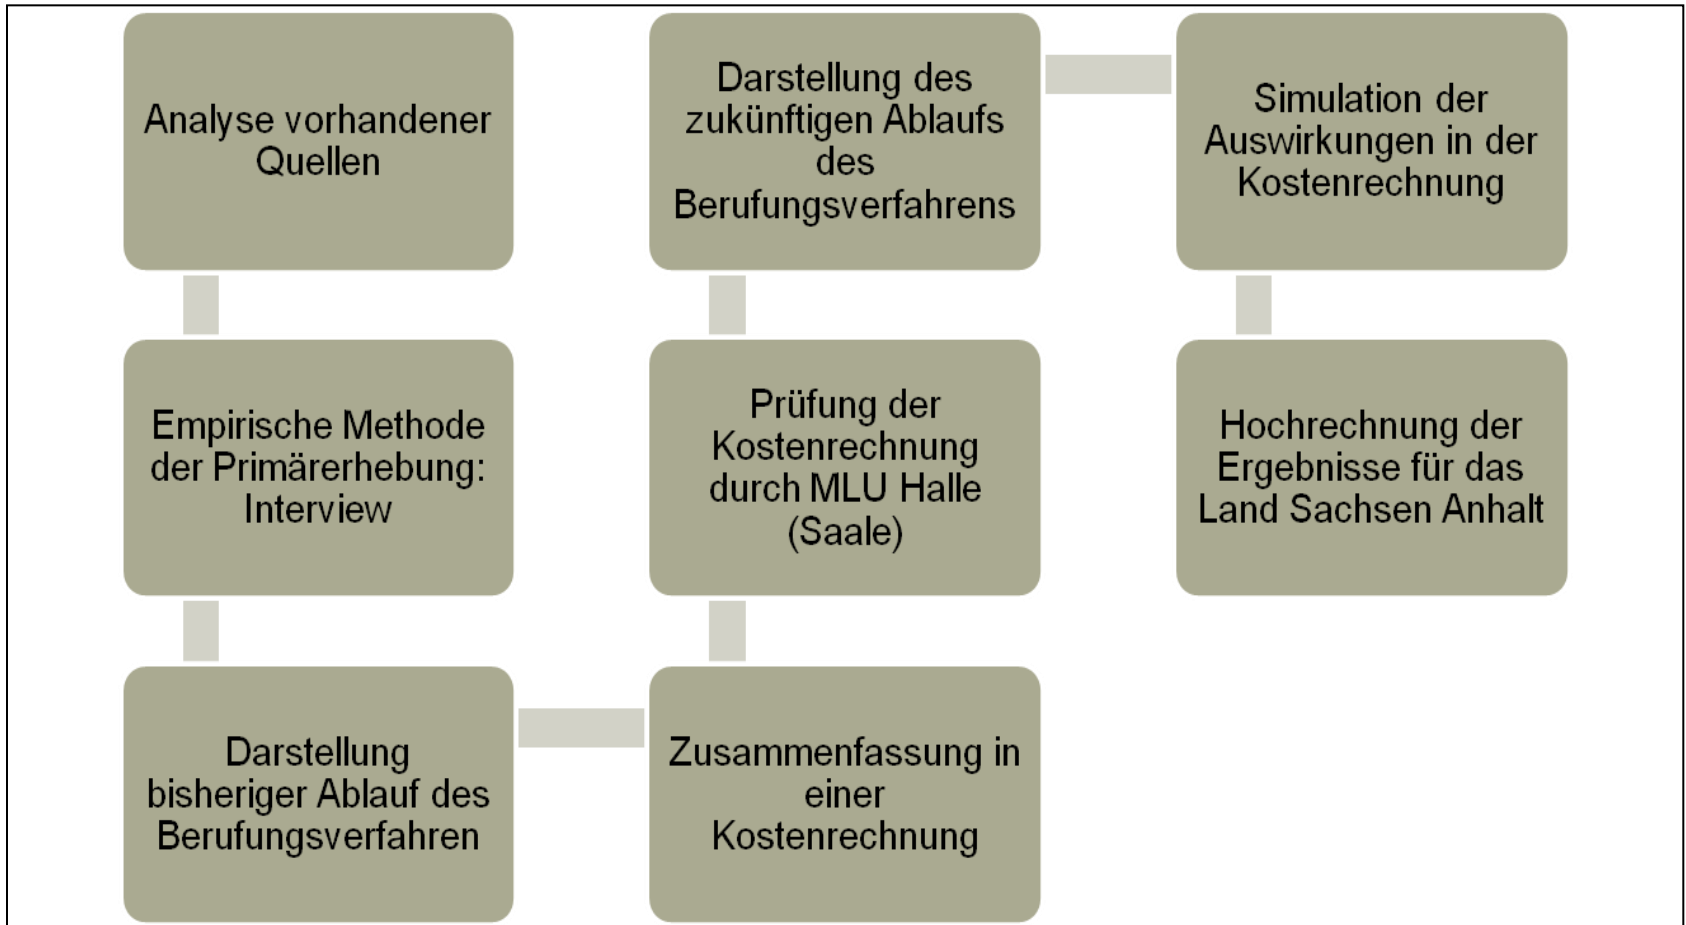 Analyse vorhandener
Quellen
Empirische Methode
der Primärerhebung:
Interview
Darstellung
bisheriger Ablauf des
Berufungsverfahren
Zusammenfassung in
einer
Kostenrechnung
Prüfung der
Kostenrechnung
durch MLU Halle
(Saale)
Darstellung des
zukünftigen Ablaufs
des
Berufungsverfahrens
Simulation der
Auswirkungen in der
Kostenrechnung
Hochrechnung der
Ergebnisse für das
Land Sachsen Anhalt